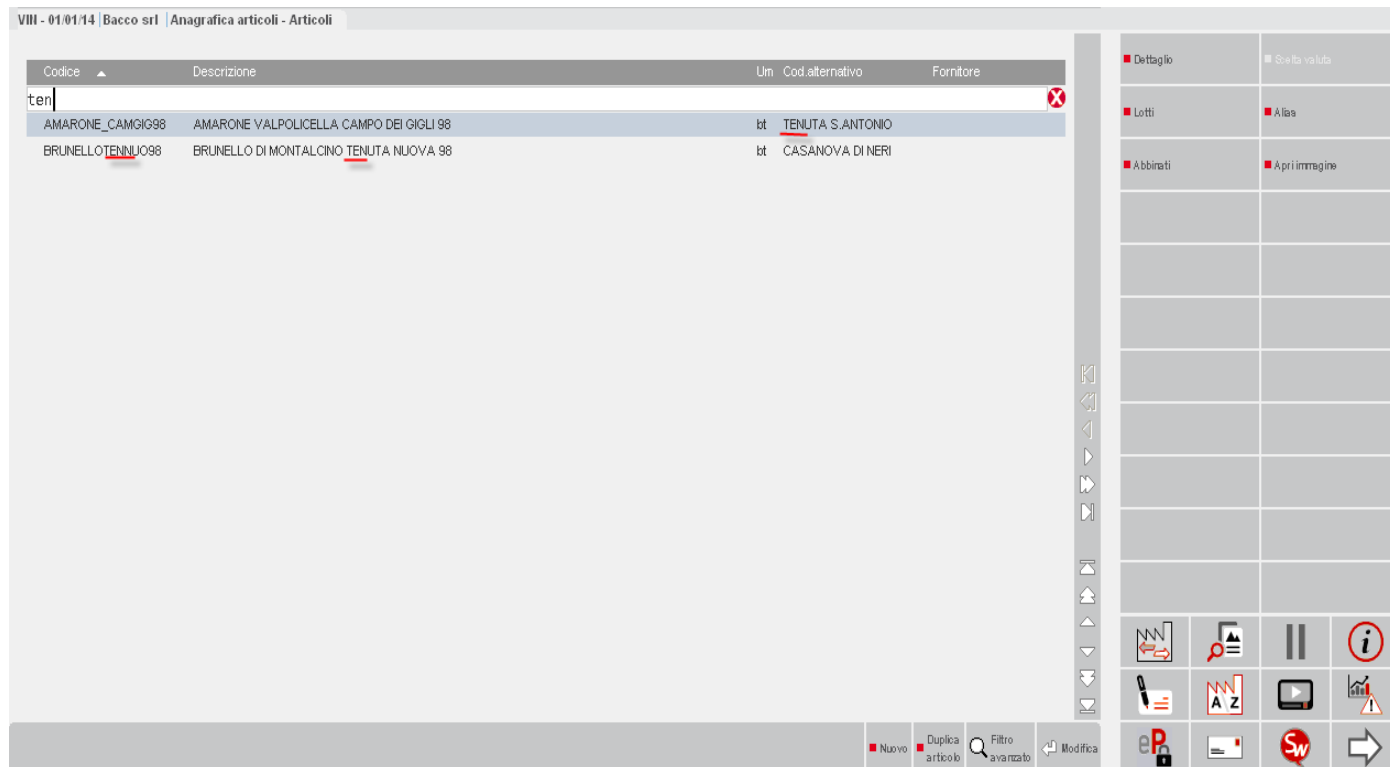 VIN - 01/01/14 Bacco srl Anagrafica articoli - Articoli
Codice Descrizione Um Cod.alternativo Fornitore
ten
AMARONE_CAMGIG98 AMARONE VALPOLICELLA CAMPO DEI GIGLI 98 bt TENUTA S.ANTONIO
BRUNELLOTENNUO98 BRUNELLO DI MONTALCINO TENUTA NUOVA 98 bt CASANOVA DI NERI
Dettaglio Scelta valuta
Lotti Alias
Abbinati Apri immagine
i
A Z
eP Sw
Nuovo Duplica articolo Filtro avanzato Modifica